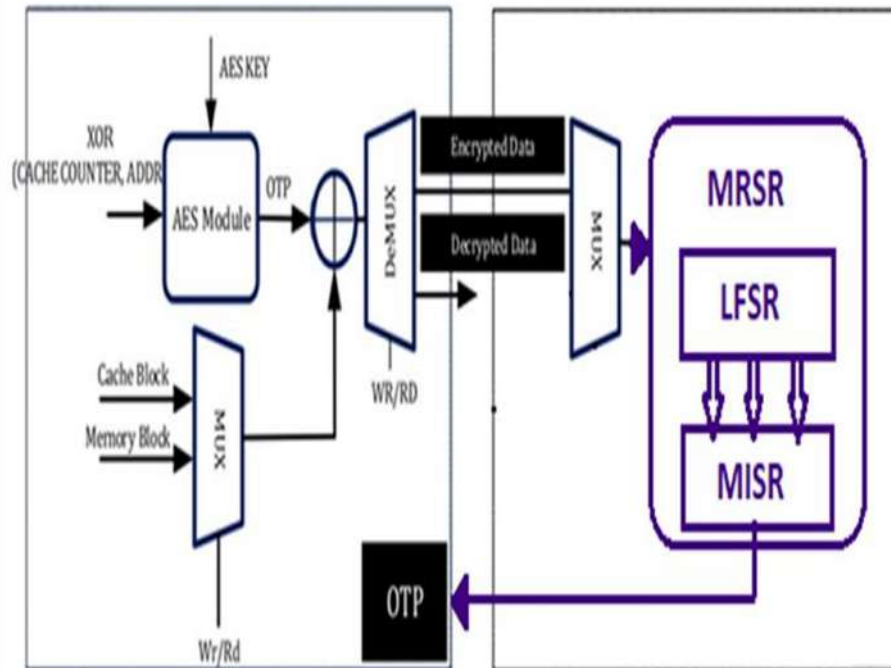 AES KEY
XOR
(CACHE COUNTER, ADDR
OTP
AES Module
DeMUX
Encrypted Data
Decrypted Data
MUX
MRSR
LFSR
MISR
WR/RD
Cache Block
Memory Block
MUX
Wr/Rd
OTP